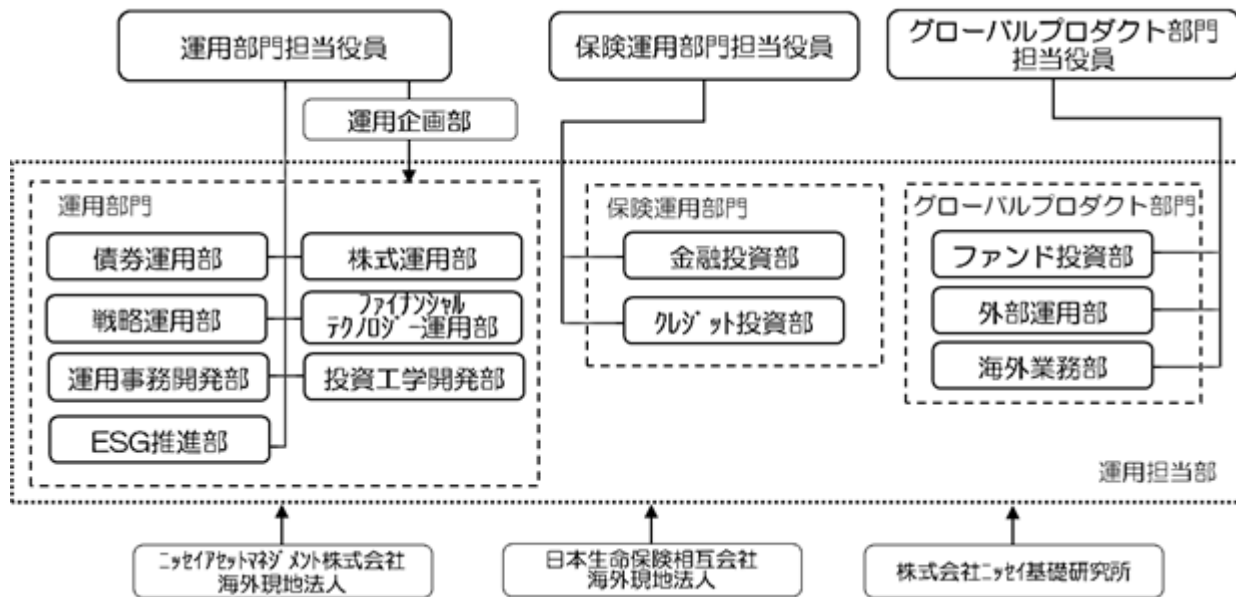 運用部門担当役員
保険運用部門担当役員
グローバルプロダクト部門
担当役員
運用企画部
運用部門
債券運用部
株式運用部
戦略運用部
ファイナンシャル
テクノロジー運用部
運用事務開発部
投資工学開発部
ESG推進部
保険運用部門
金融投資部
クレジット投資部
グローバルプロダクト部門
ファンド投資部
外部運用部
海外業務部
運用担当部
ニッセイアセットマネジメント株式会社
海外現地法人
日本生命保険相互会社
海外現地法人
株式会社ニッセイ基礎研究所